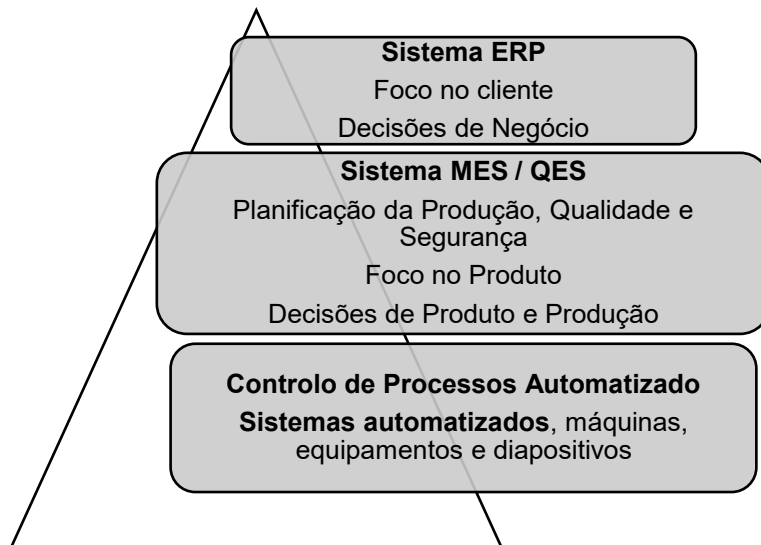 Sistema ERP
Foco no cliente
Decisões de Negócio
Sistema MES / QES
Planificação da Produção, Qualidade e
Segurança
Foco no Produto
Decisões de Produto e Produção
Controlo de Processos Automatizado
Sistemas automatizados, máquinas,
equipamentos e diapositivos